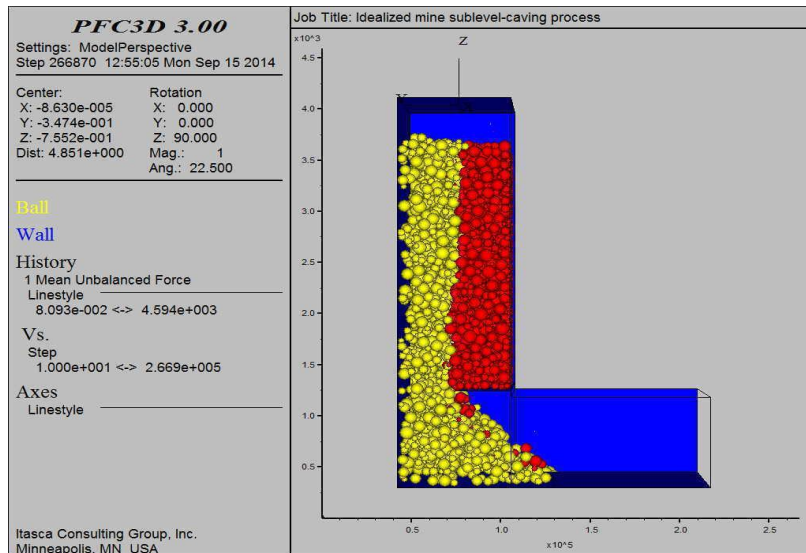 PFC3D 3.00
Settings: ModelPerspective
Step 266870 12:55:05 Mon Sep 15 2014
Center:
X: -8.630e-005
Y: -3.474e-001
Z: -7.552e-001
Dist: 4.851e+000
Rotation
X: 0.000
Y: 0.000
Z: 90.000
Mag.: 1
Ang.: 22.500
Ball
Wall
History
1 Mean Unbalanced Force
Linestyle
8.093e-002 <-> 4.594e+003
Vs.
Step
1.000e+001 <-> 2.669e+005
Axes
Linestyle
Itasca Consulting Group, Inc.
Minneapolis, MN USA
Job Title: Idealized mine sublevel-caving process
x10^3
Z
4.5
4.0
3.5
3.0
2.5
2.0
1.5
1.0
0.5
0.5 1.0 1.5 2.0 2.5
x10^5